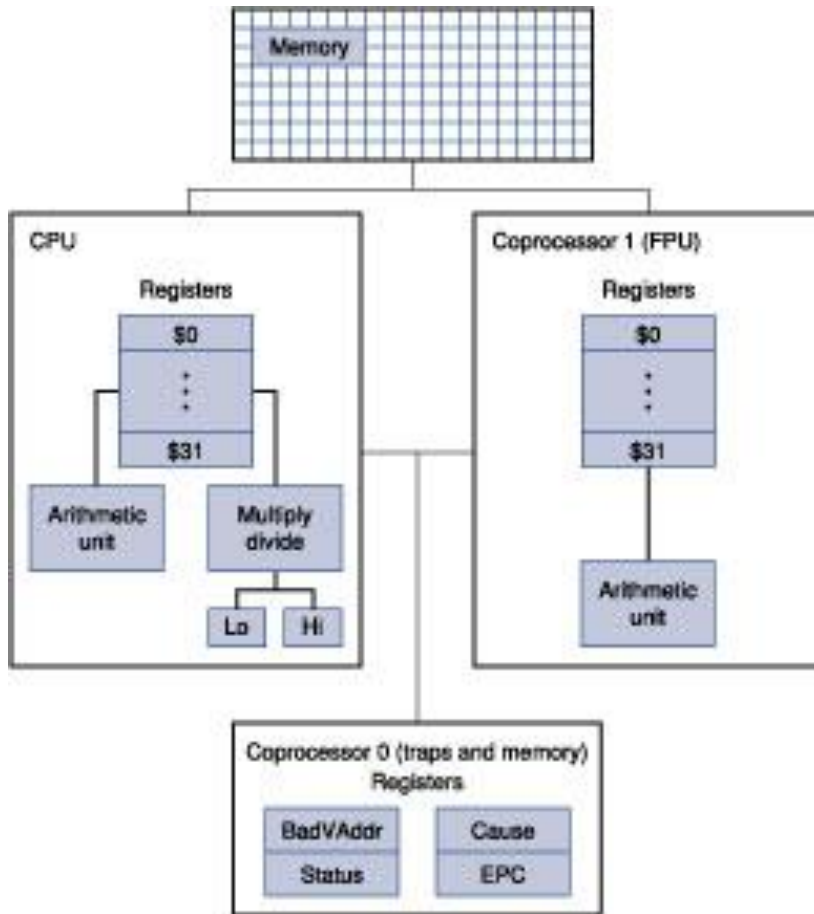 Memory
CPU
Registers
$0
$31
Arithmetic
unit
Multiply
divide
Lo
Hi
Coprocessor 1 (FPU)
Registers
$0
$31
Arithmetic
unit
Coprocessor 0 (traps and memory)
Registers
BadVAddr
Cause
Status
EPC